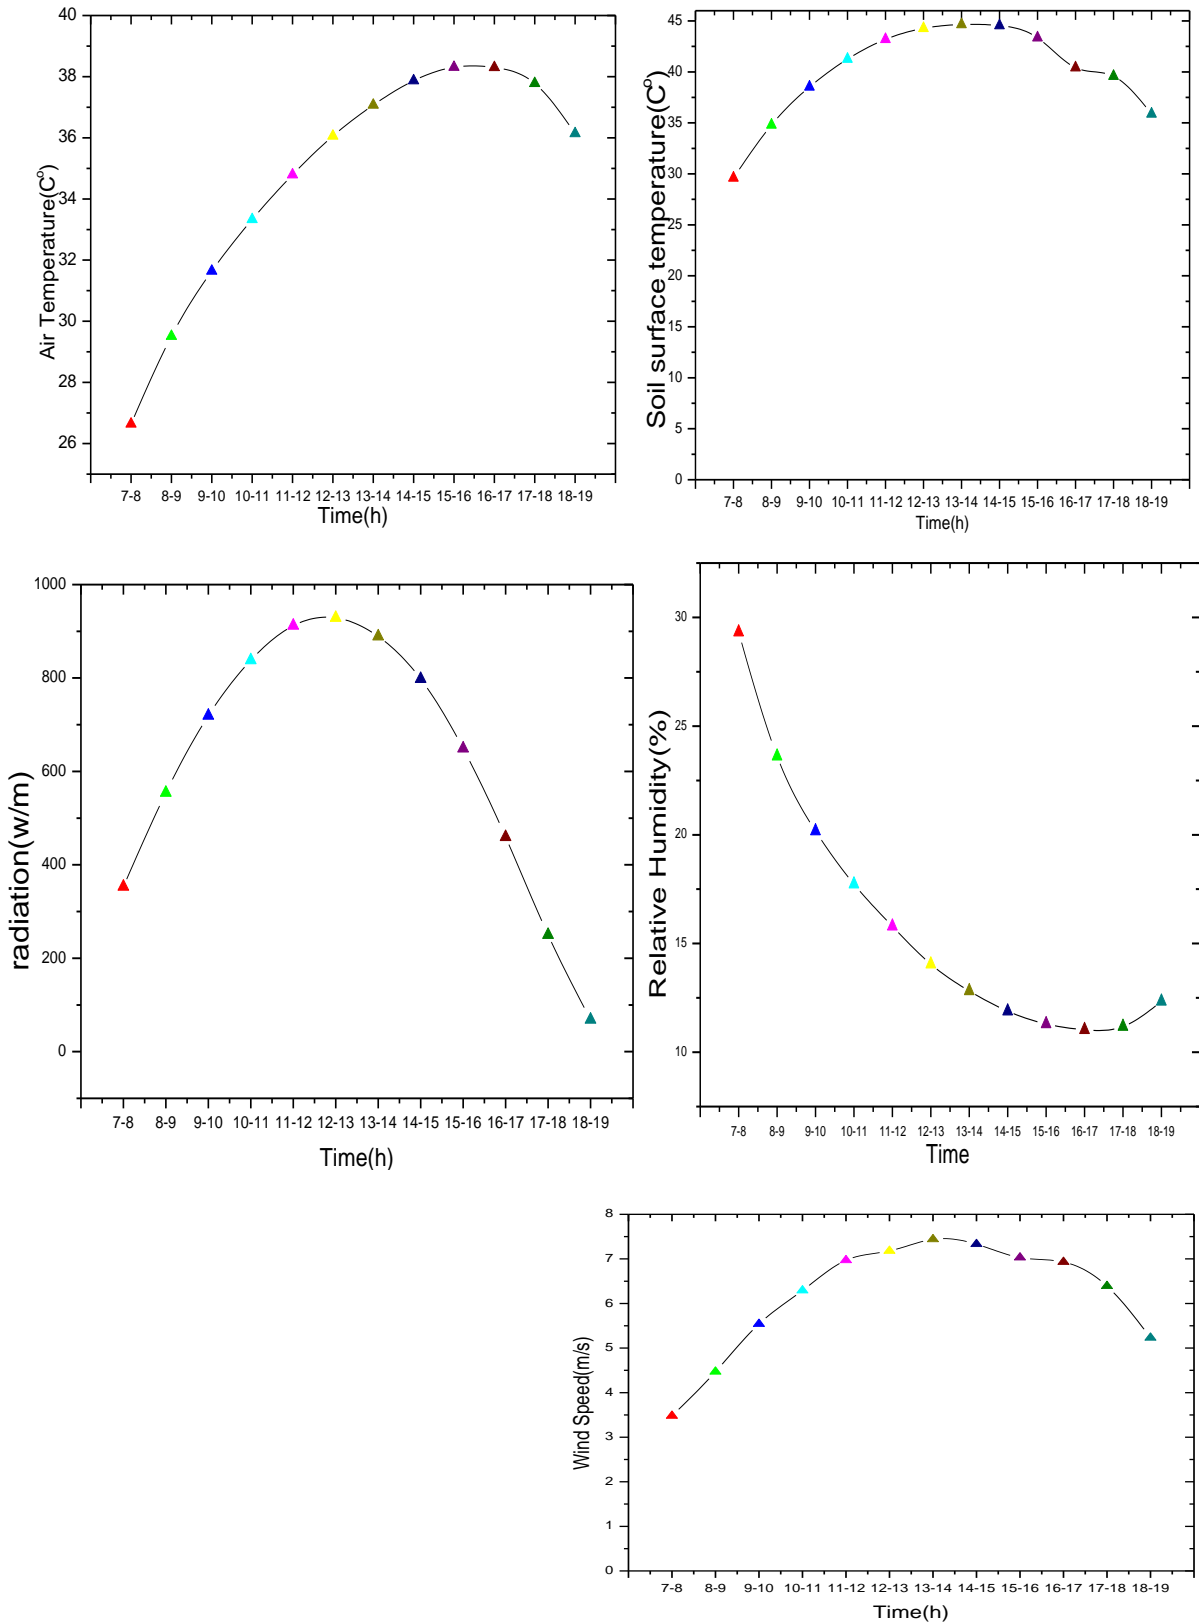 40
38
36
34
32
30
28
26
Air Temperature(C°)
7-8 8-9 9-10 10-11 11-12 12-13 13-14 14-15 15-16 16-17 17-18 18-19
Time(h)
45
40
35
30
25
20
15
10
5
0
Soil surface temperature(C°)
7-8 8-9 9-10 10-11 11-12 12-13 13-14 14-15 15-16 16-17 17-18 18-19
Time(h)
1000
800
600
400
200
0
radiation(w/m)
7-8 8-9 9-10 10-11 11-12 12-13 13-14 14-15 15-16 16-17 17-18 18-19
Time(h)
30
25
20
15
10
Relative Humidity(%)
7-8 8-9 9-10 10-11 11-12 12-13 13-14 14-15 15-16 16-17 17-18 18-19
Time
8
7
6
5
4
3
2
1
0
Wind Speed(m/s)
7-8 8-9 9-10 10-11 11-12 12-13 13-14 14-15 15-16 16-17 17-18 18-19
Time(h)